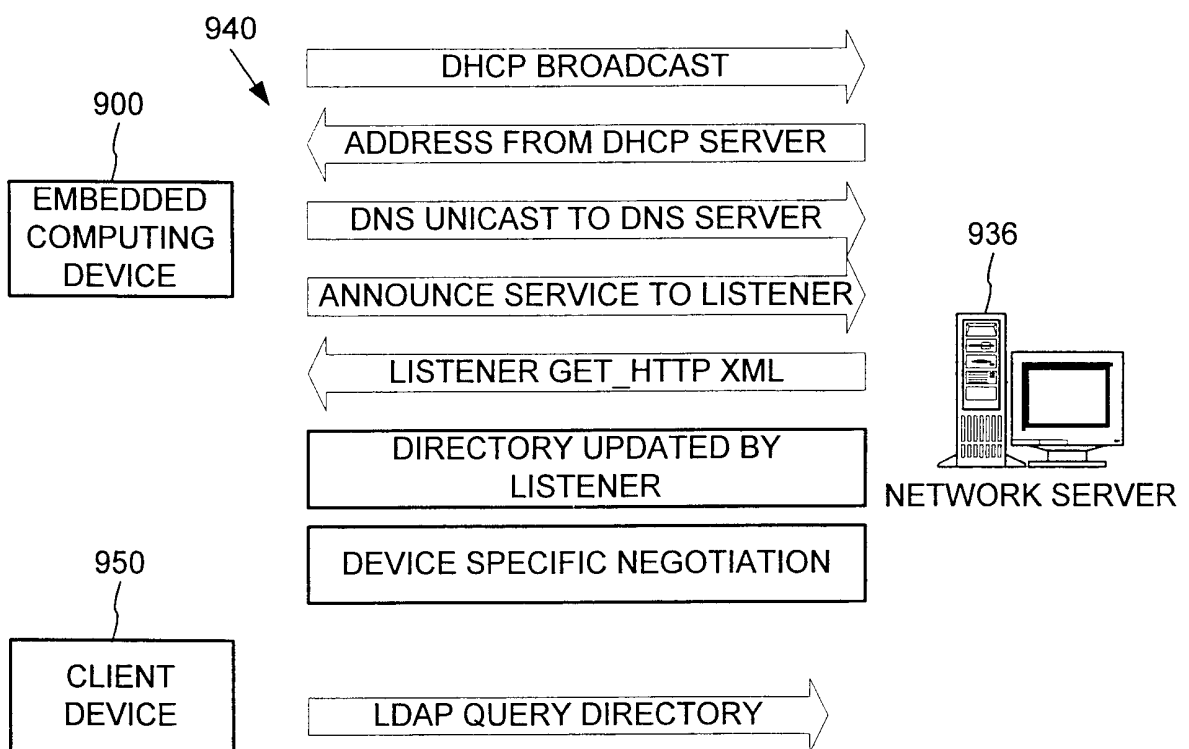 940
DHCP BROADCAST
900
ADDRESS FROM DHCP SERVER
EMBEDDED
COMPUTING
DEVICE
DNS UNICAST TO DNS SERVER
936
ANNOUNCE SERVICE TO LISTENER
LISTENER GET_HTTP XML
DIRECTORY UPDATED BY
LISTENER
NETWORK SERVER
DEVICE SPECIFIC NEGOTIATION
950
CLIENT
DEVICE
LDAP QUERY DIRECTORY